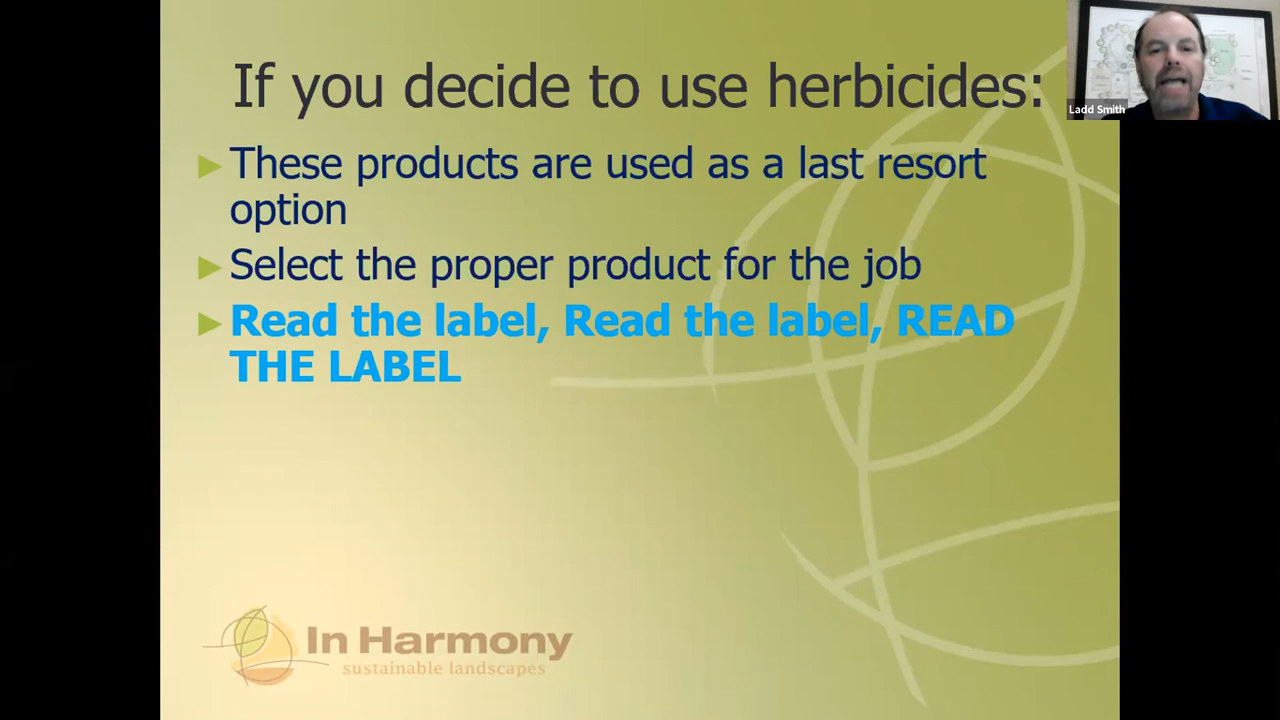 If you decide to use herbicides:
These products are used as a last resort
option
Select the proper product for the job
Read the label, Read the label, READ
THE LABEL
In Harmony
sustainable landscapes
Ladd Smith